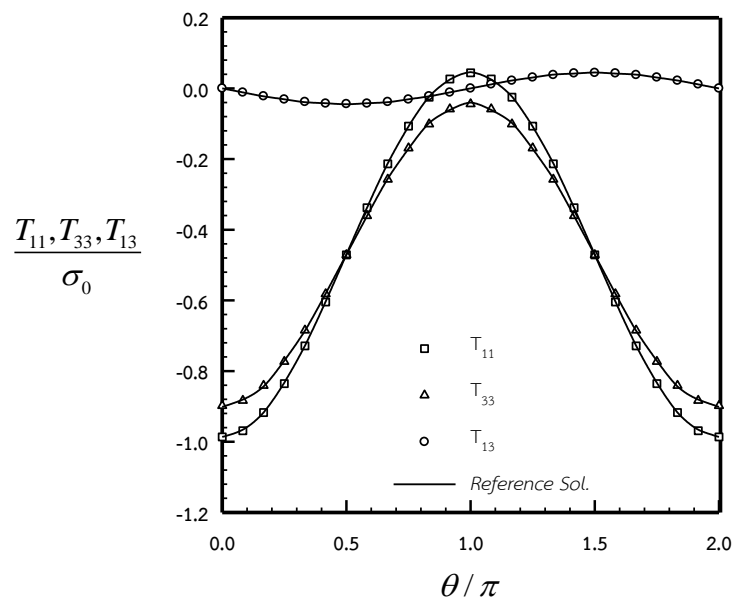 0.2
0.0
-0.2
-0.4
-0.6
-0.8
-1.0
-1.2
T₁₁, T₃₃, T₁₃
σ₀
T₁₁
T₃₃
T₁₃
Reference Sol.
0.0 0.5 1.0 1.5 2.0
θ/π